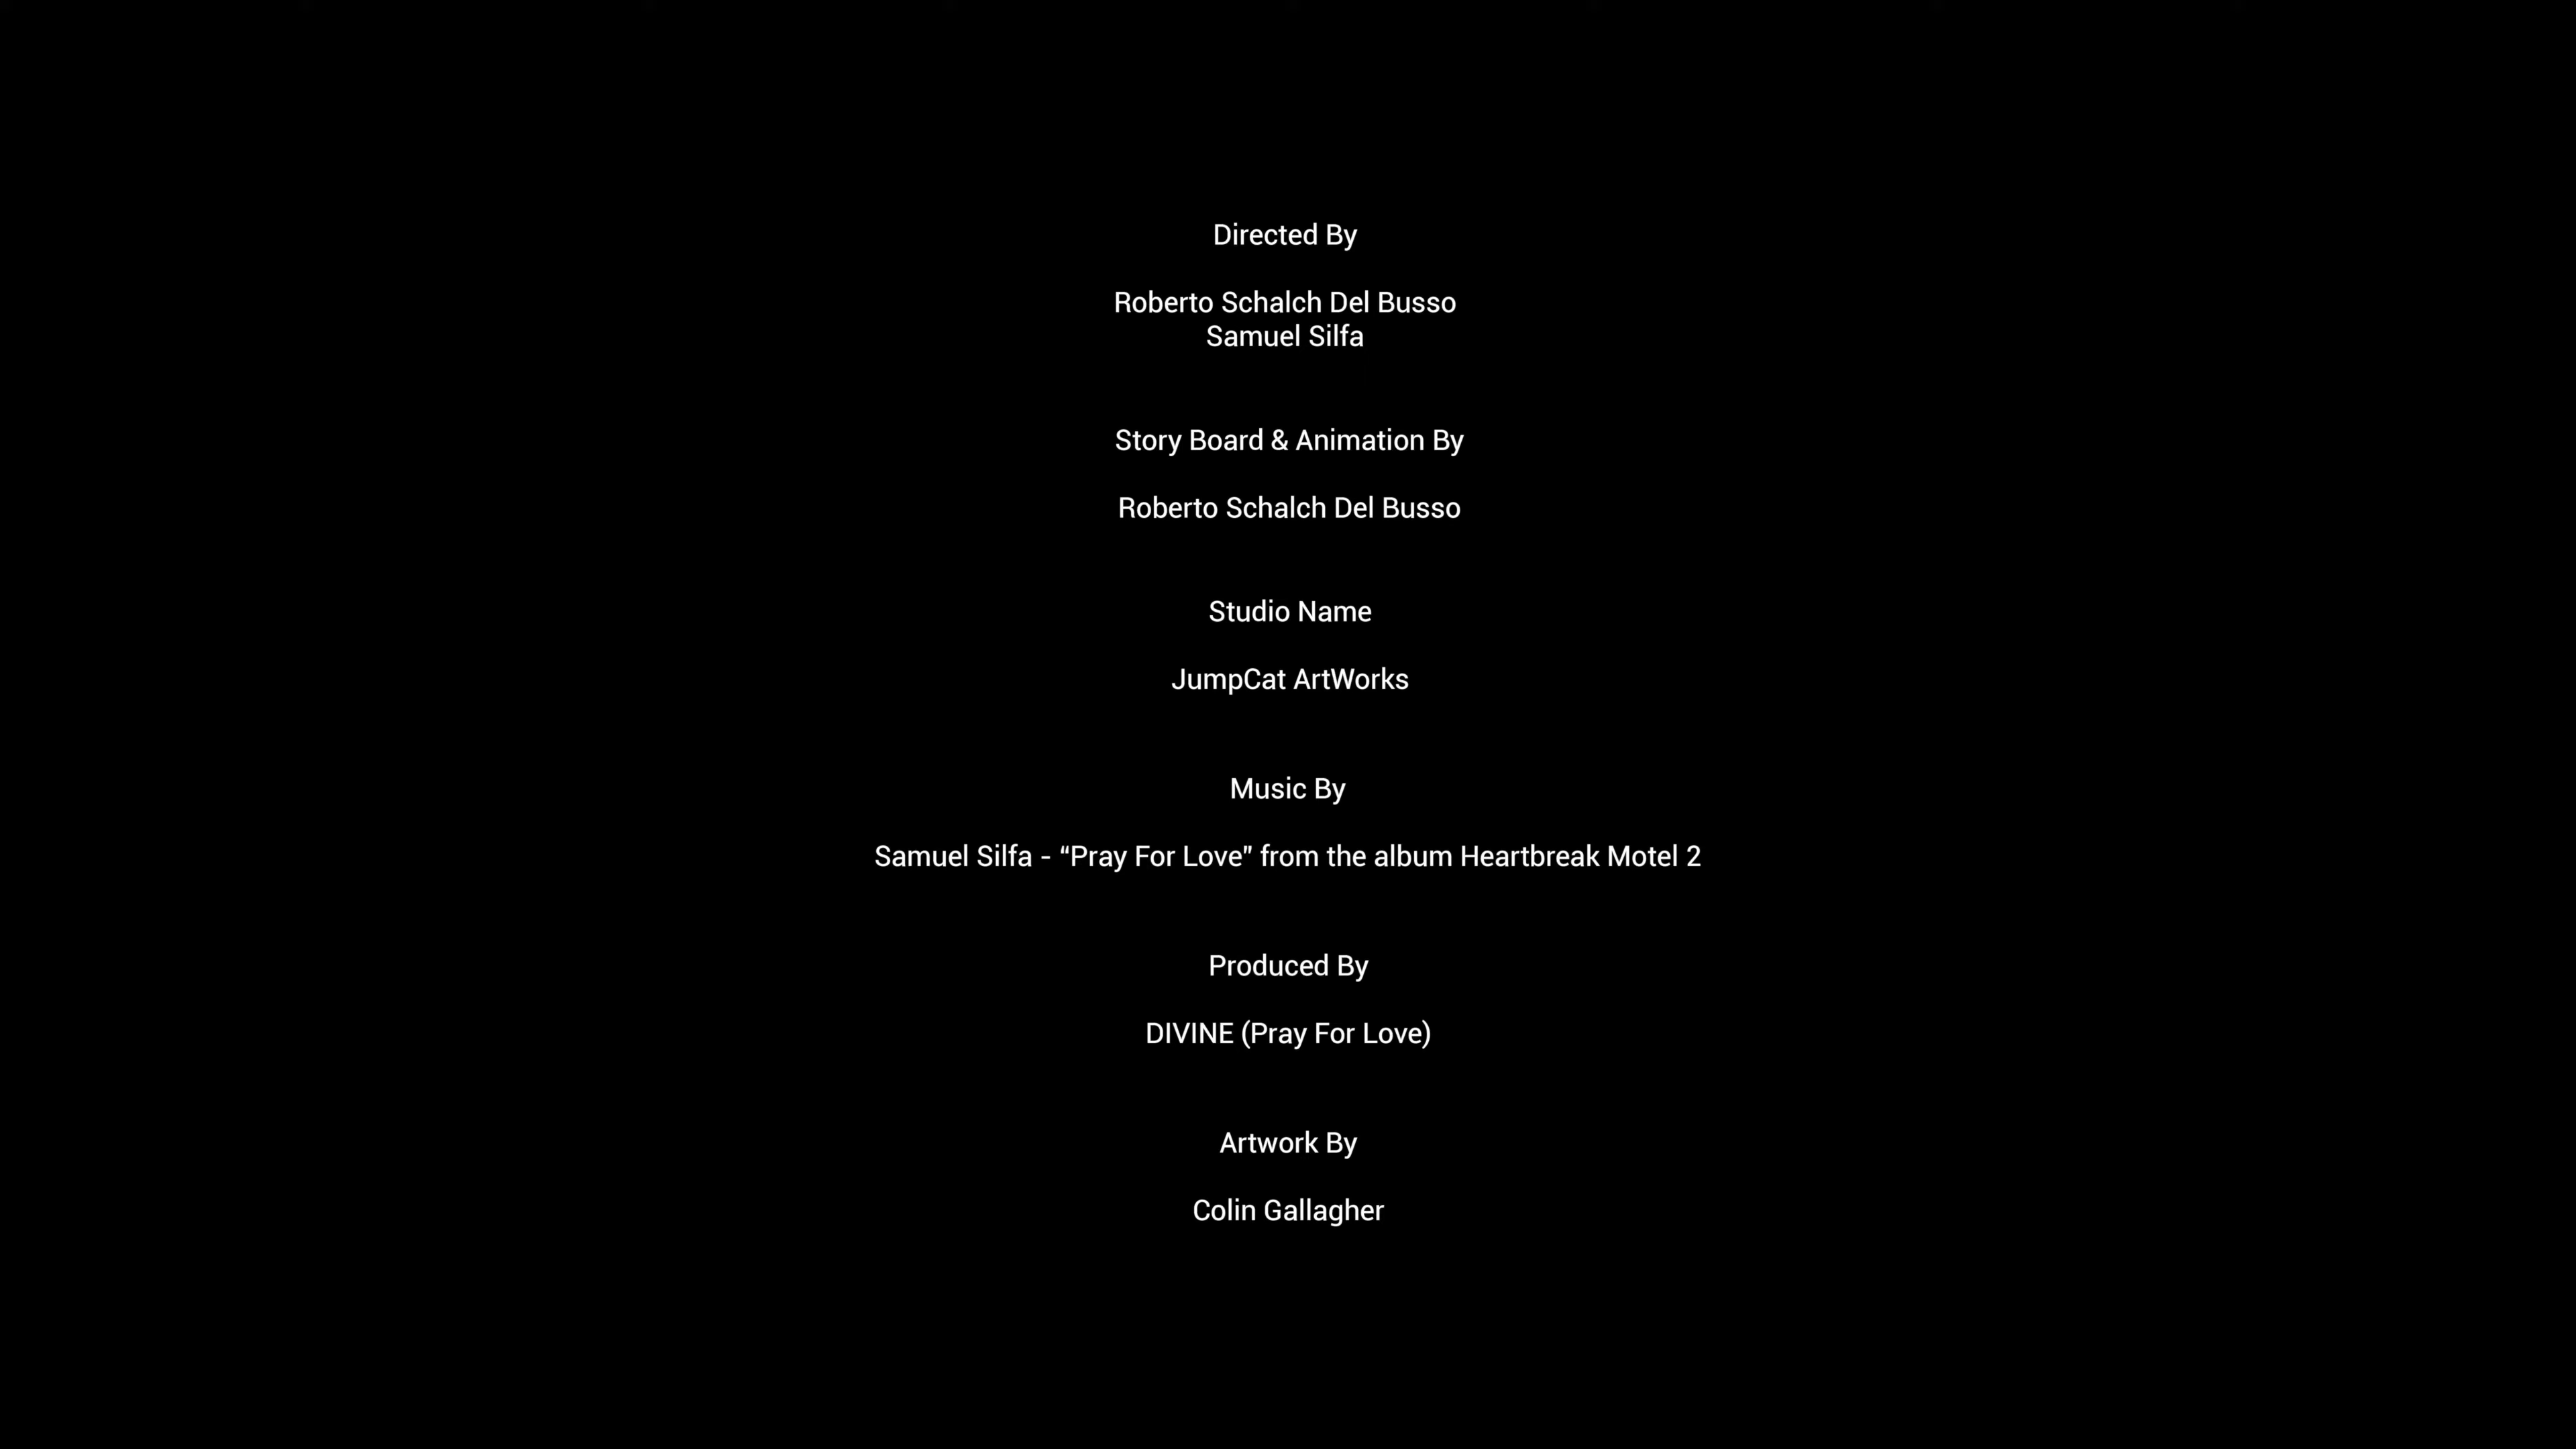 Directed By
Roberto Schalch Del Busso
Samuel Silfa
Story Board & Animation By
Roberto Schalch Del Busso
Studio Name
JumpCat ArtWorks
Music By
Samuel Silfa - “Pray For Love” from the album Heartbreak Motel 2
Produced By
DIVINE (Pray For Love)
Artwork By
Colin Gallagher